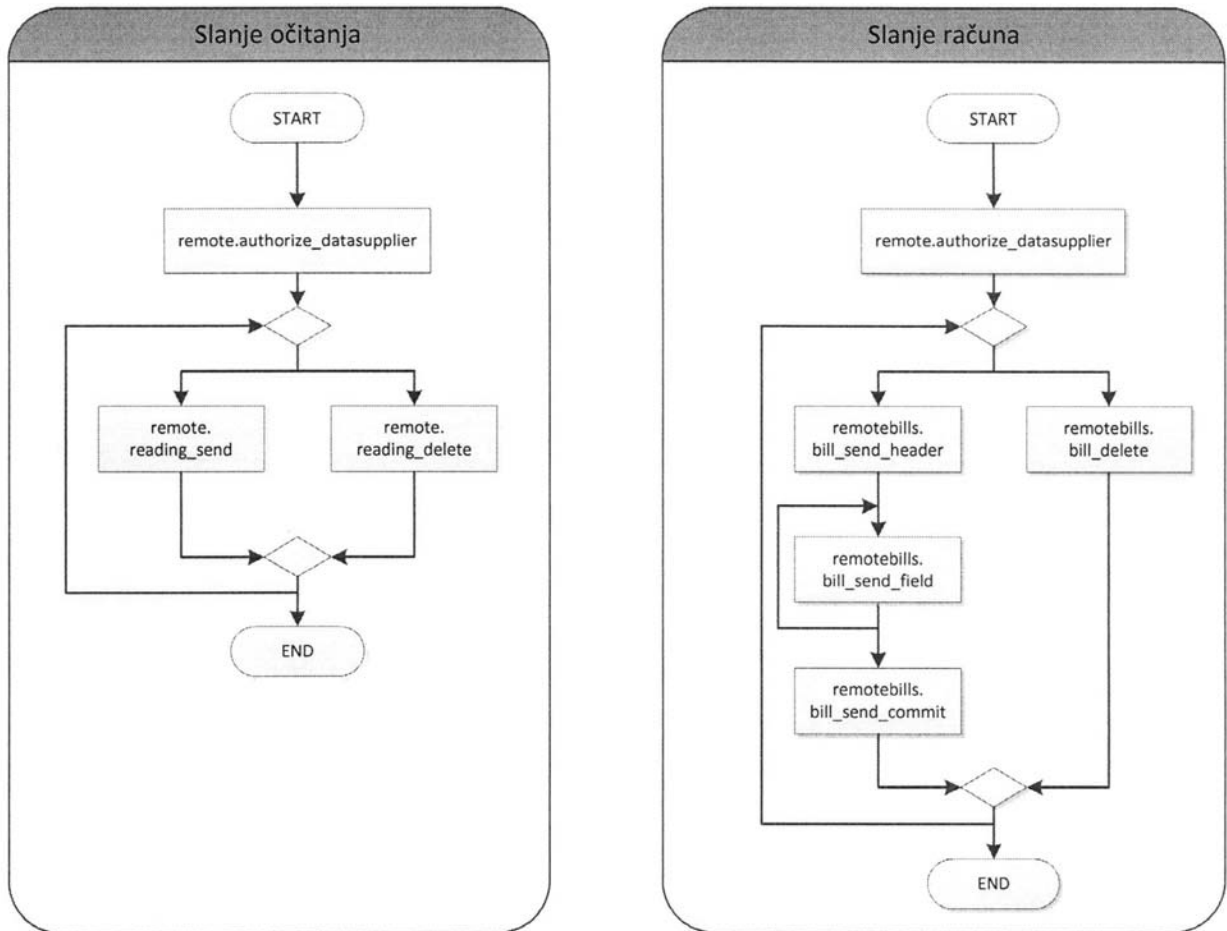 Slanje očitanja
START
remote.authorize_datasupplier
remote.
reading_send
remote.
reading_delete
END
Slanje računa
START
remote.authorize_datasupplier
remotebills.
bill_send_header
remotebills.
bill_delete
remotebills.
bill_send_field
remotebills.
bill_send_commit
END